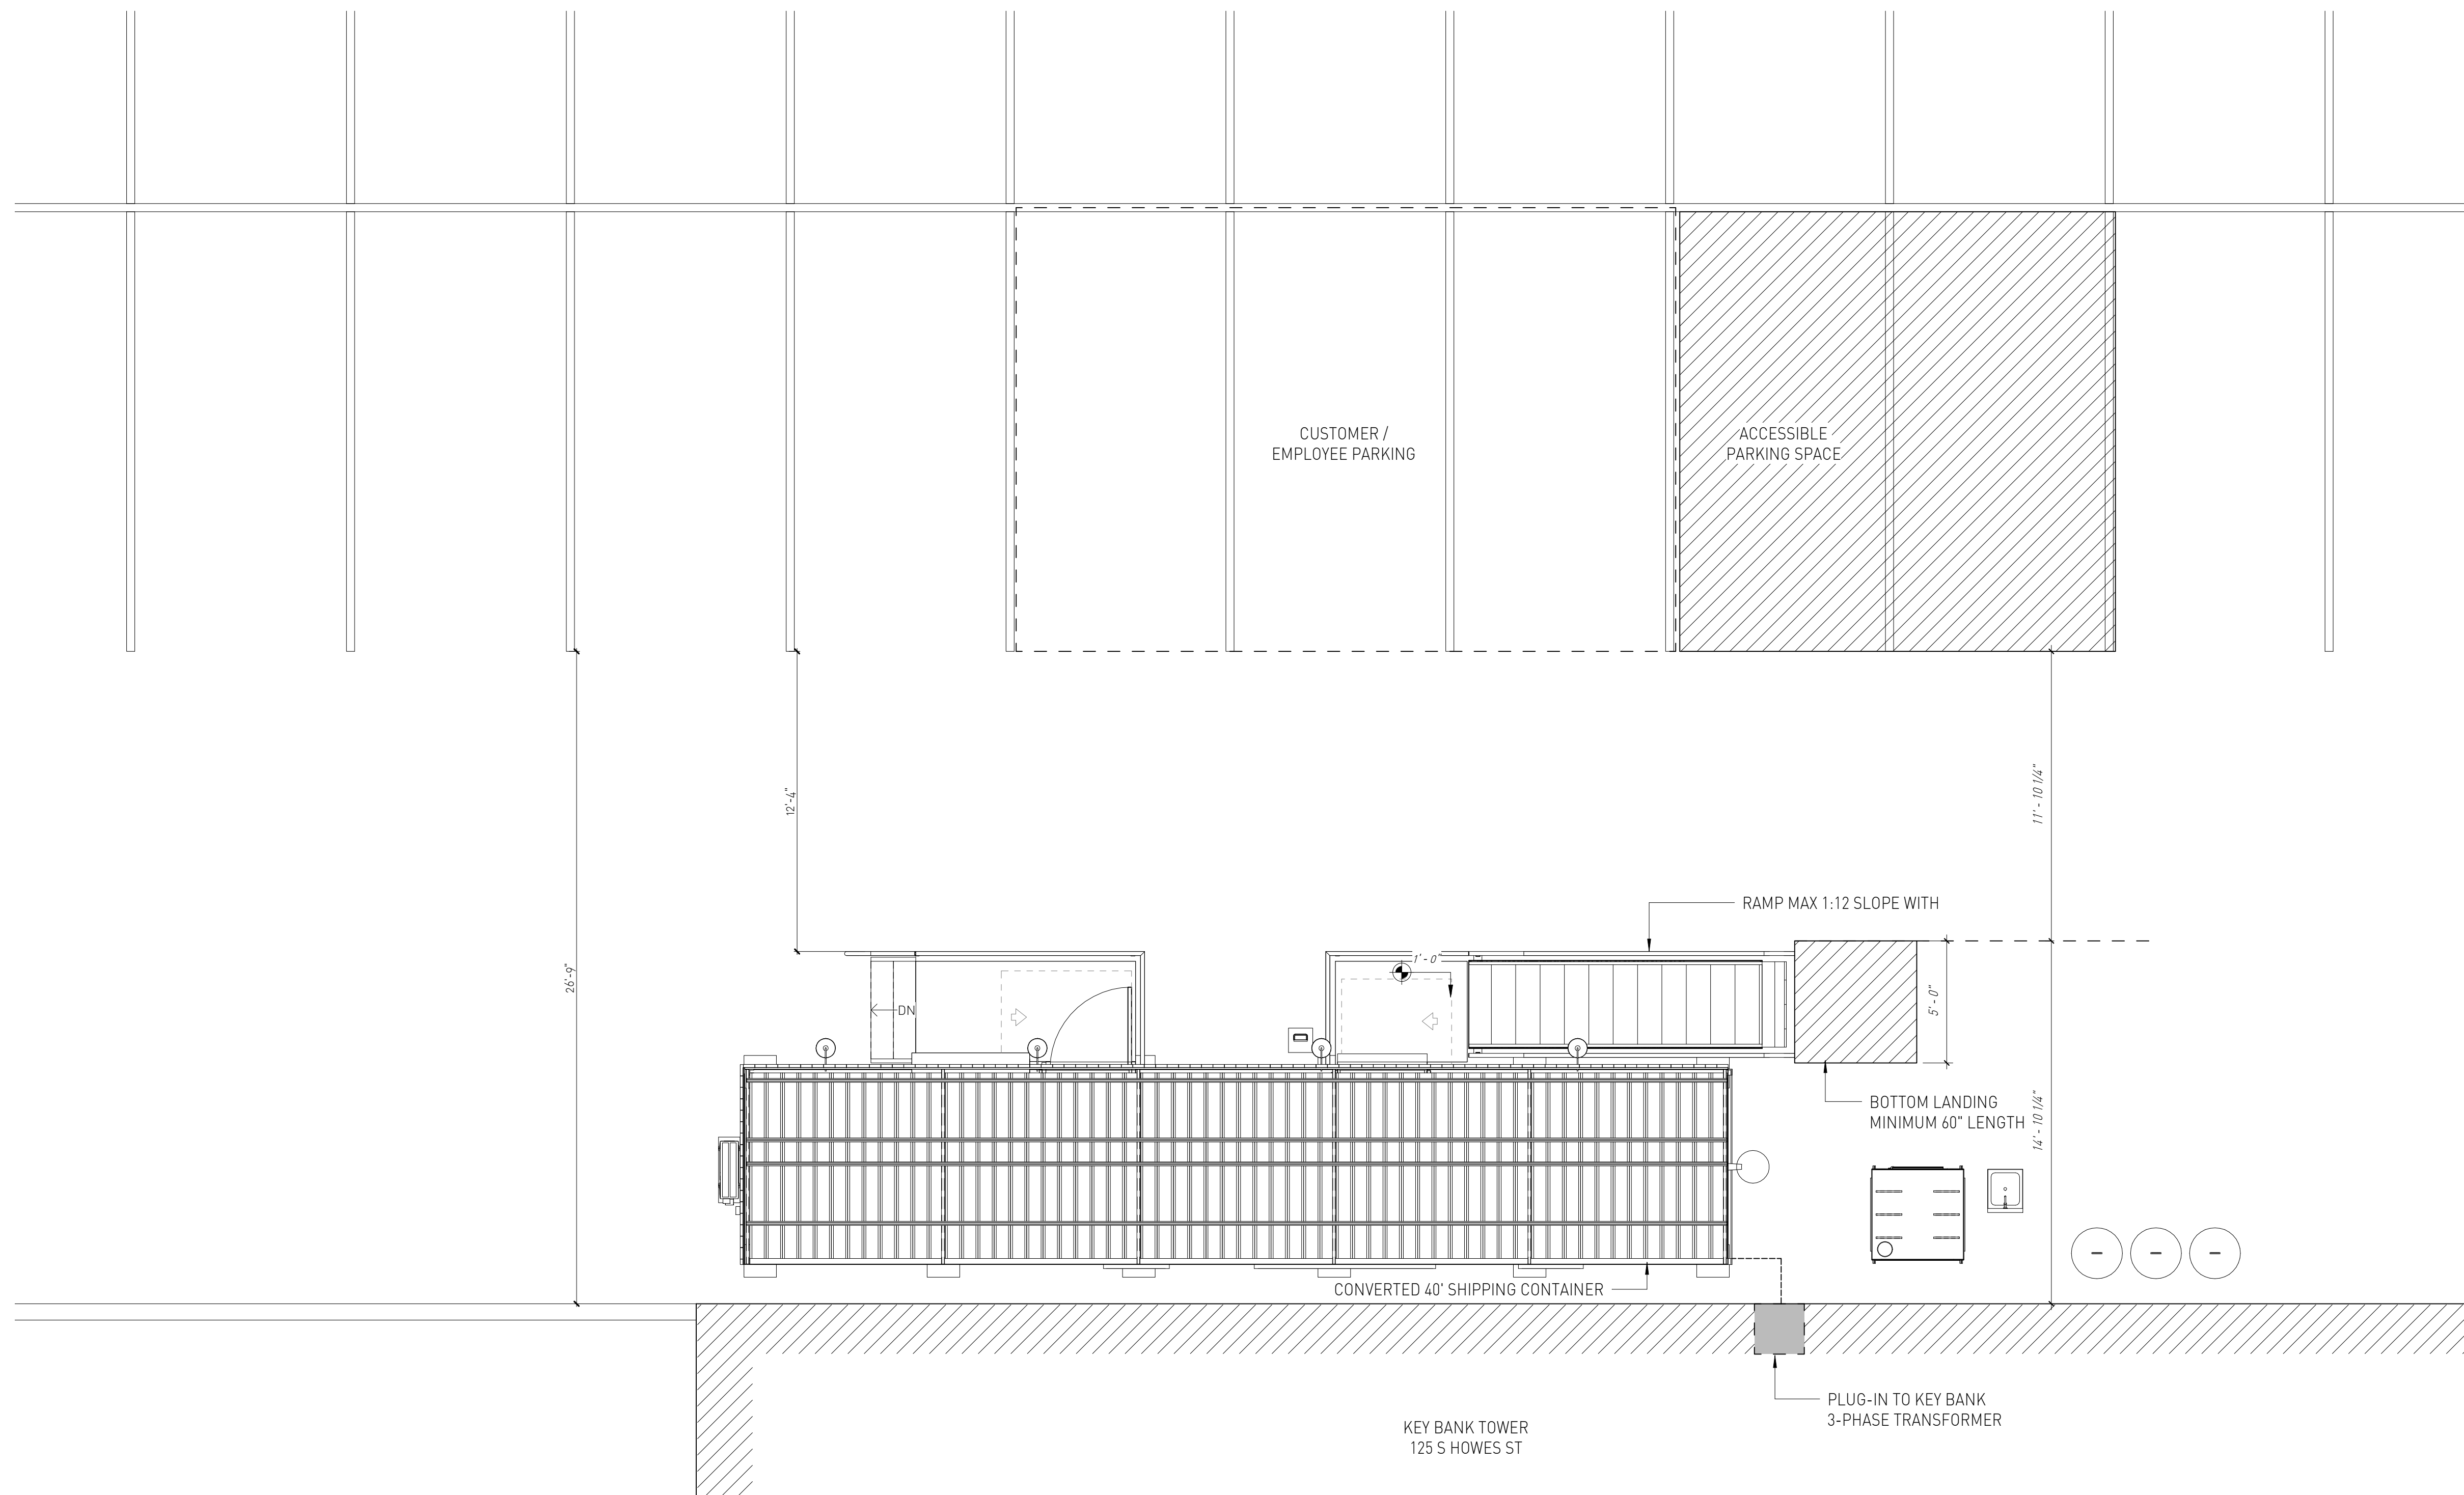 CUSTOMER /
EMPLOYEE PARKING
ACCESSIBLE
PARKING SPACE
12'-4"
11' - 10 1/4"
26'-9"
RAMP MAX 1:12 SLOPE WITH
1' - 0"
DN
5' - 0"
BOTTOM LANDING
MINIMUM 60" LENGTH
14' - 10 1/4"
CONVERTED 40' SHIPPING CONTAINER
PLUG-IN TO KEY BANK
3-PHASE TRANSFORMER
KEY BANK TOWER
125 S HOWES ST